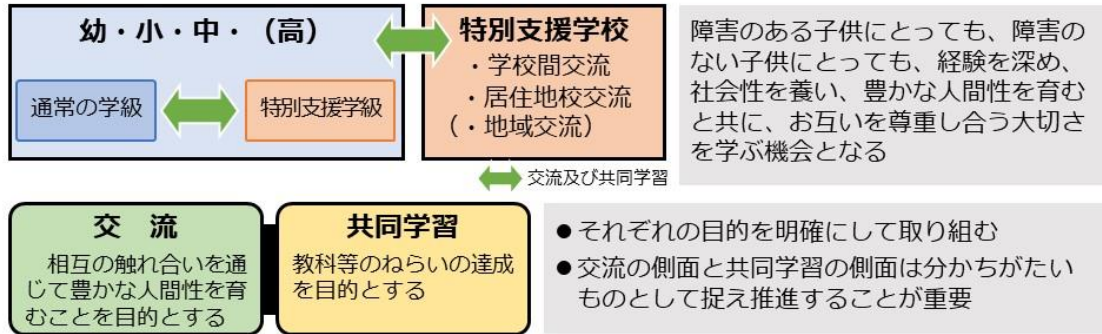 幼・小・中・（高）
通常の学級
特別支援学級
特別支援学校
・学校間交流
・居住地校交流
（・地域交流）
障害のある子供にとっても、障害の
ない子供にとっても、経験を深め、
社会性を養い、豊かな人間性を育む
と共に、お互いを尊重し合う大切さ
を学ぶ機会となる
交流及び共同学習
交　流
相互の触れ合いを通
じて豊かな人間性を育
むことを目的とする
共同学習
教科等のねらいの達成
を目的とする
●それぞれの目的を明確にして取り組む
●交流の側面と共同学習の側面は分かちがたい
ものとして捉え推進することが重要